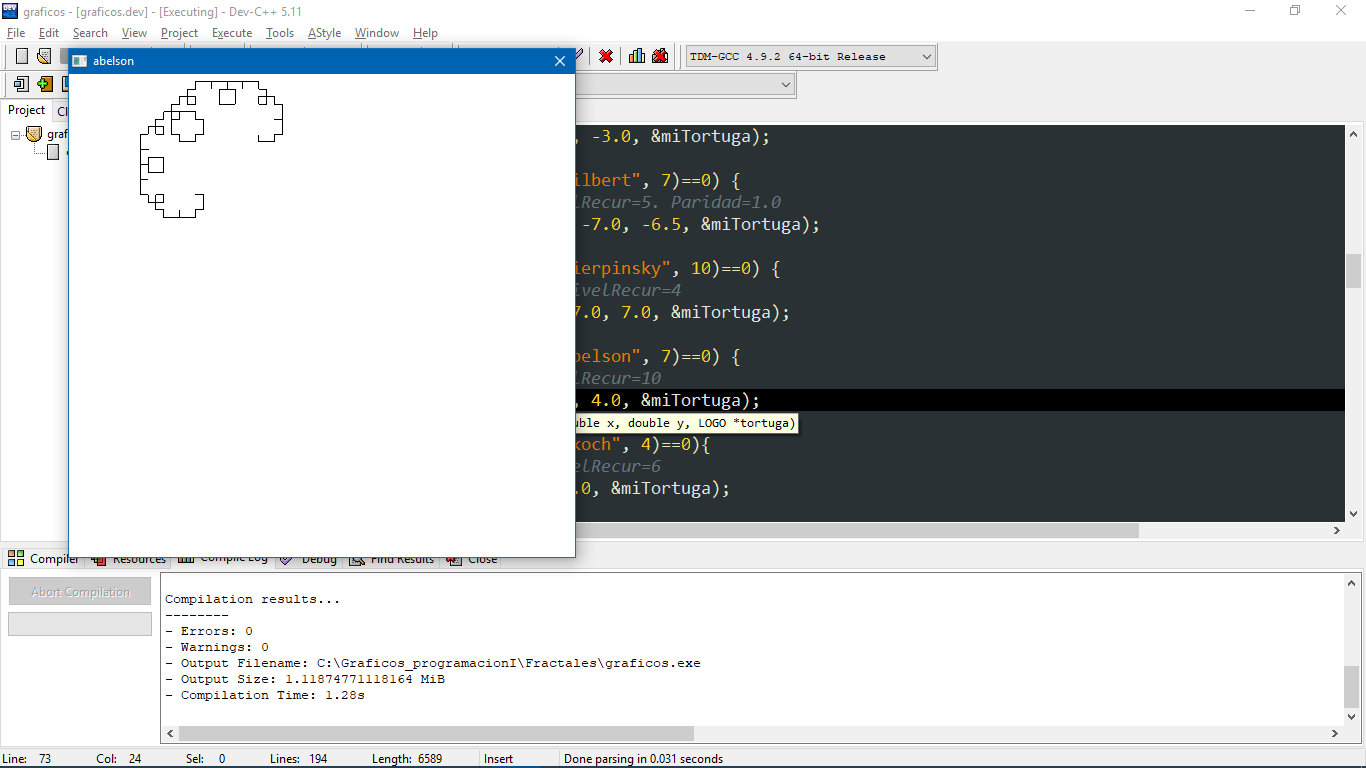 graficos - [graficos.dev] - [Executing] - Dev-C++ 5.11
File Edit Search View Project Execute Tools AStyle Window Help
TDM-GCC 4.9.2 64-bit Release
abelson
Project
, -3.0, &miTortuga);
ilbert", 7)==0) {
lRecur=5. Paridad=1.0
-7.0, -6.5, &miTortuga);
ierpinsky", 10)==0) {
ivelRecur=4
7.0, 7.0, &miTortuga);
belson", 7)==0) {
lRecur=10
, 4.0, &miTortuga);
uble x, double y, LOGO *tortuga)
koch", 4)==0){
elRecur=6
.0, &miTortuga);
Compiler Resources Compile Log Debug Find Results Close
Abort Compilation
Compilation results...
--------
- Errors: 0
- Warnings: 0
- Output Filename: C:\Graficos_programacionI\Fractales\graficos.exe
- Output Size: 1.11874771118164 MiB
- Compilation Time: 1.28s
Line: 73 Col: 24 Sel: 0 Lines: 194 Length: 6589 Insert Done parsing in 0.031 seconds